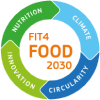 NUTRITION
CLIMATE
CIRCULARITY
INNOVATION
FIT4
FOOD
2030